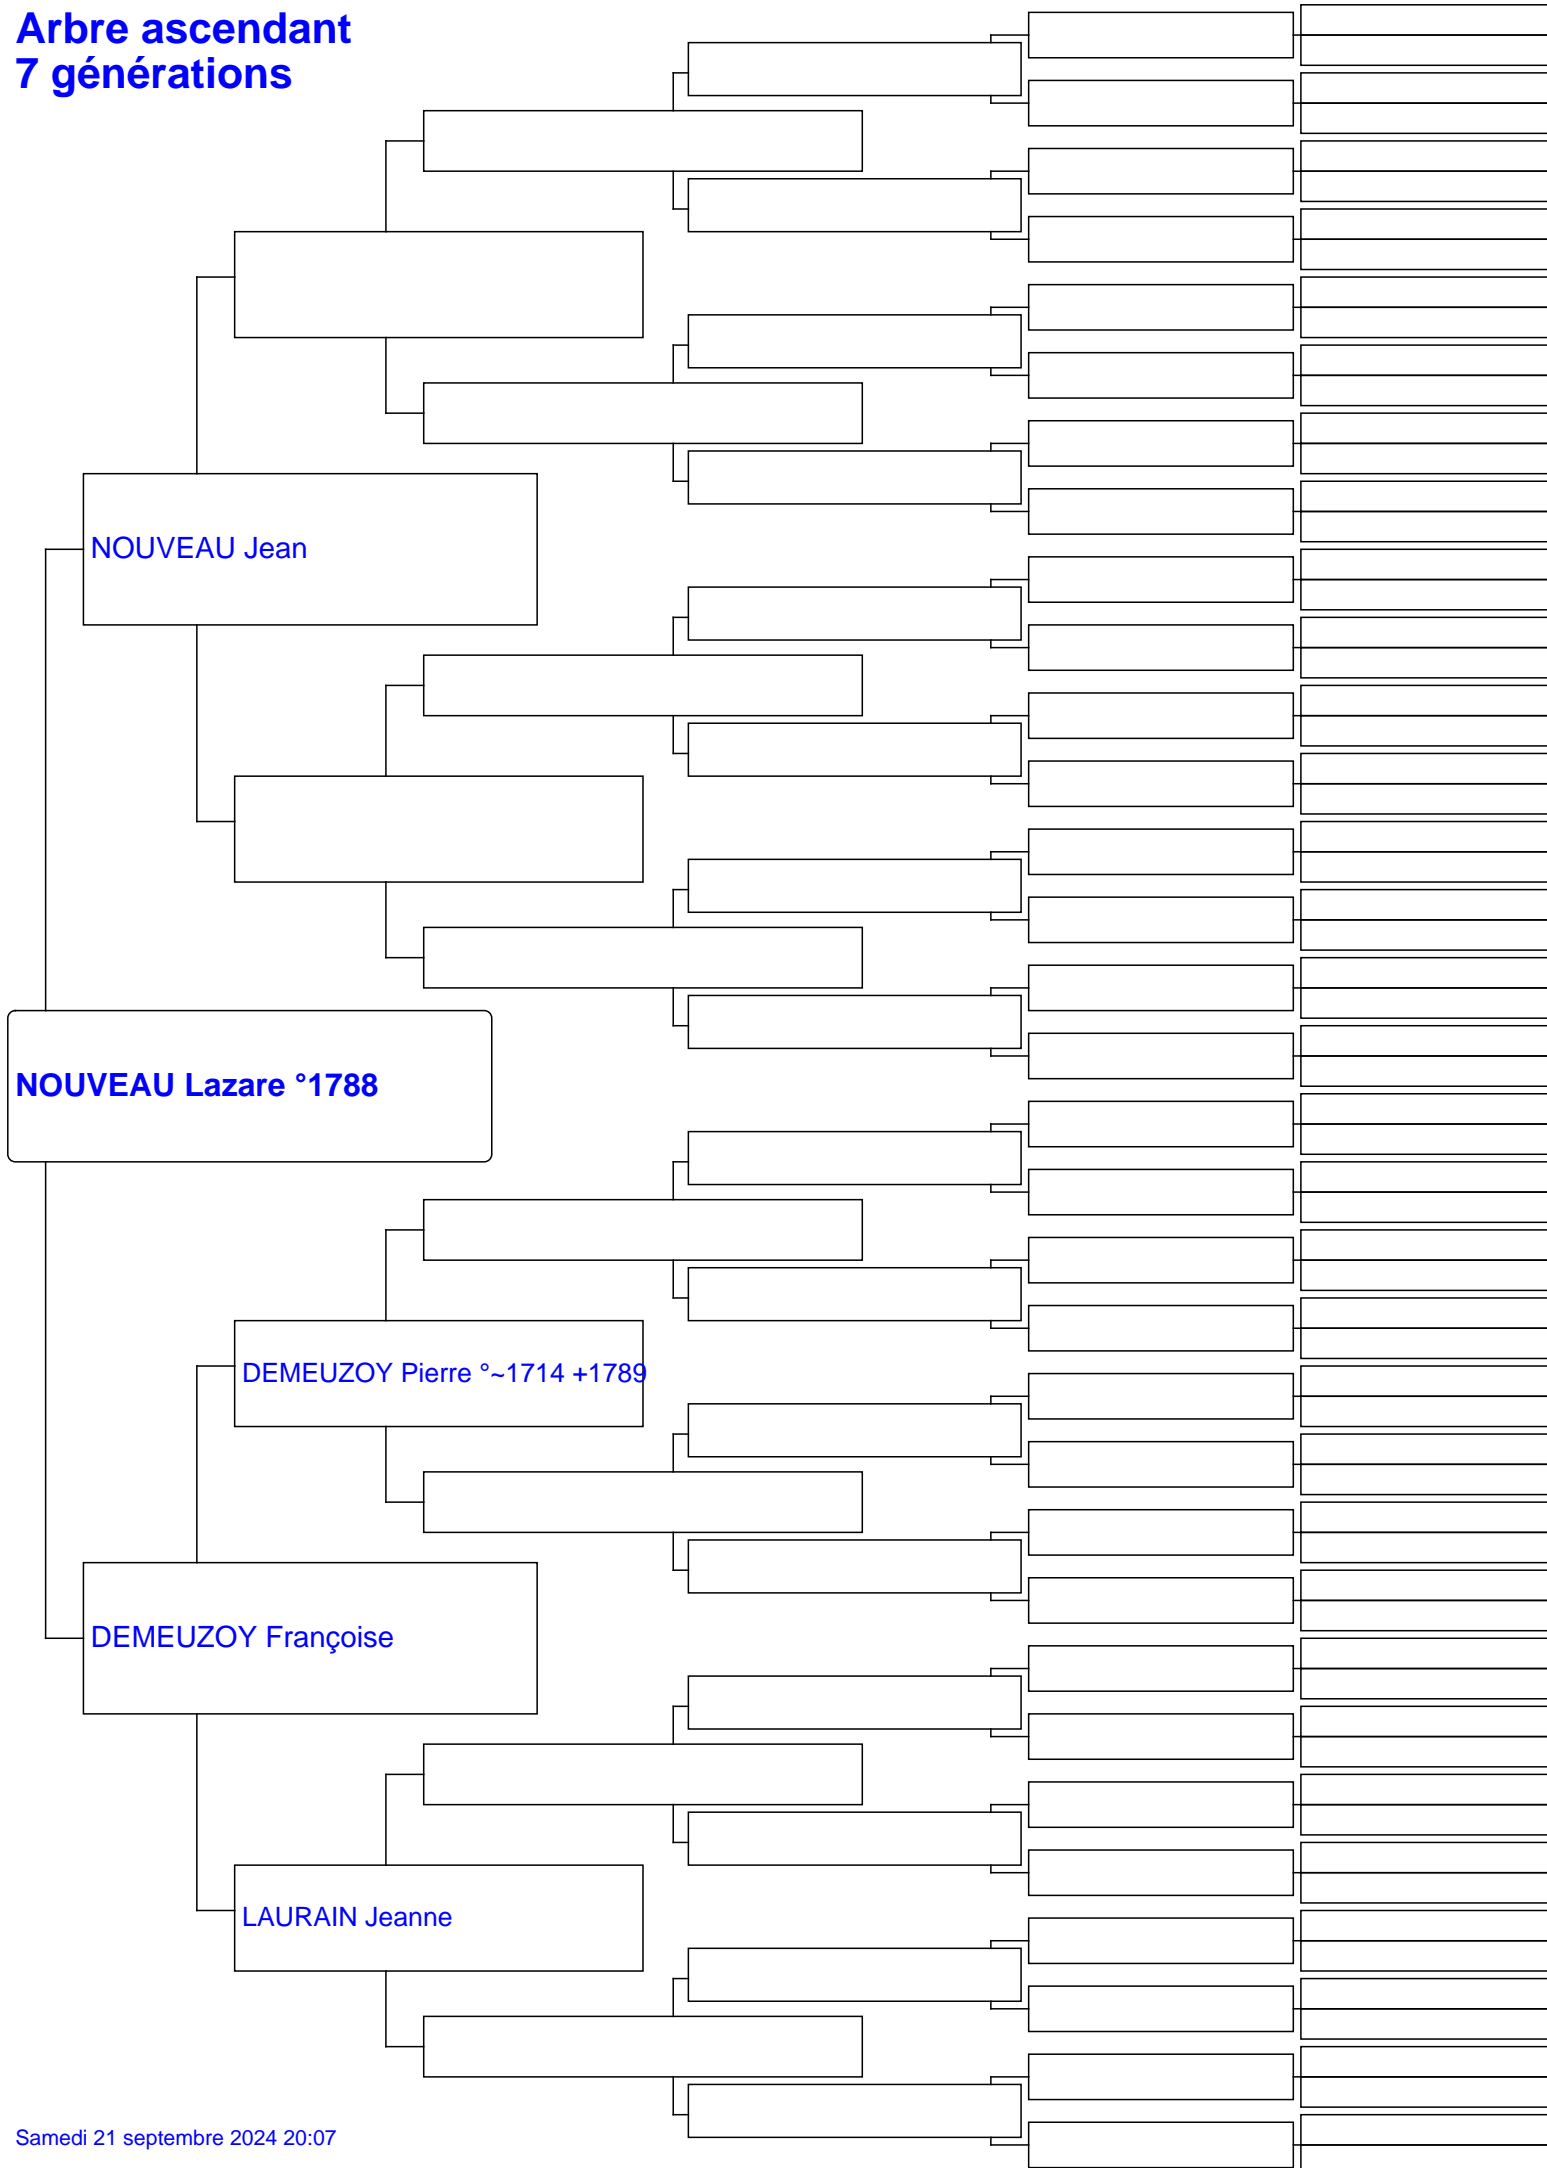 Arbre ascendant
7 générations
NOUVEAU Jean
NOUVEAU Lazare °1788
DEMEUZOY Pierre °~1714 +1789
DEMEUZOY Françoise
LAURAIN Jeanne
Samedi 21 septembre 2024 20:07